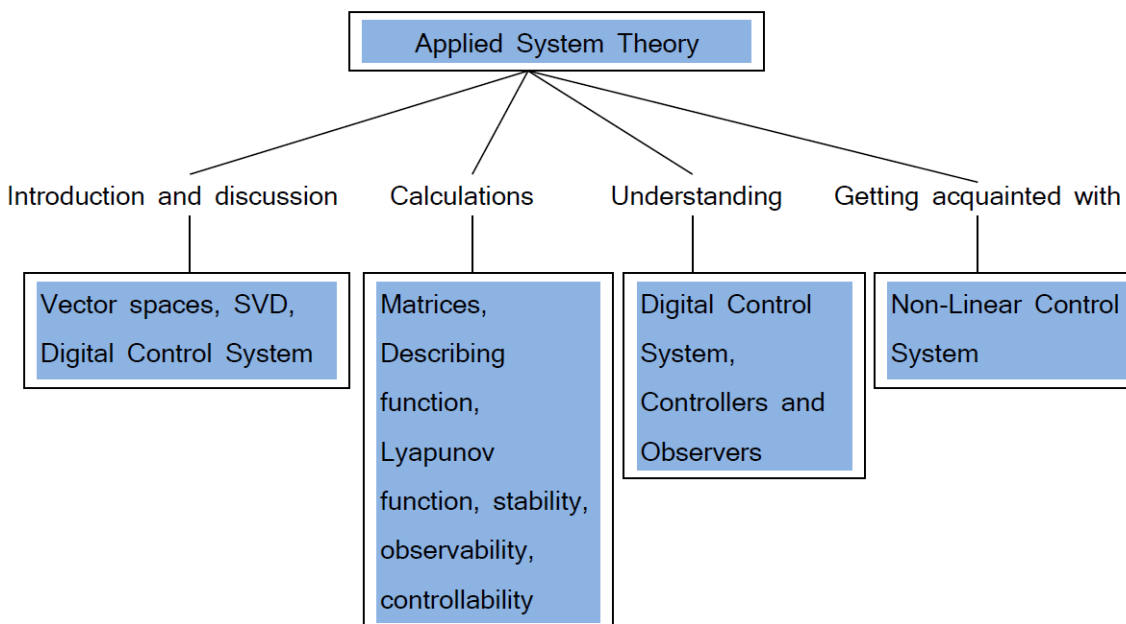 Applied System Theory
Introduction and discussion
Calculations
Understanding
Getting acquainted with
Vector spaces, SVD,
Digital Control System
Matrices,
Describing
function,
Lyapunov
function, stability,
observability,
controllability
Digital Control
System,
Controllers and
Observers
Non-Linear Control
System